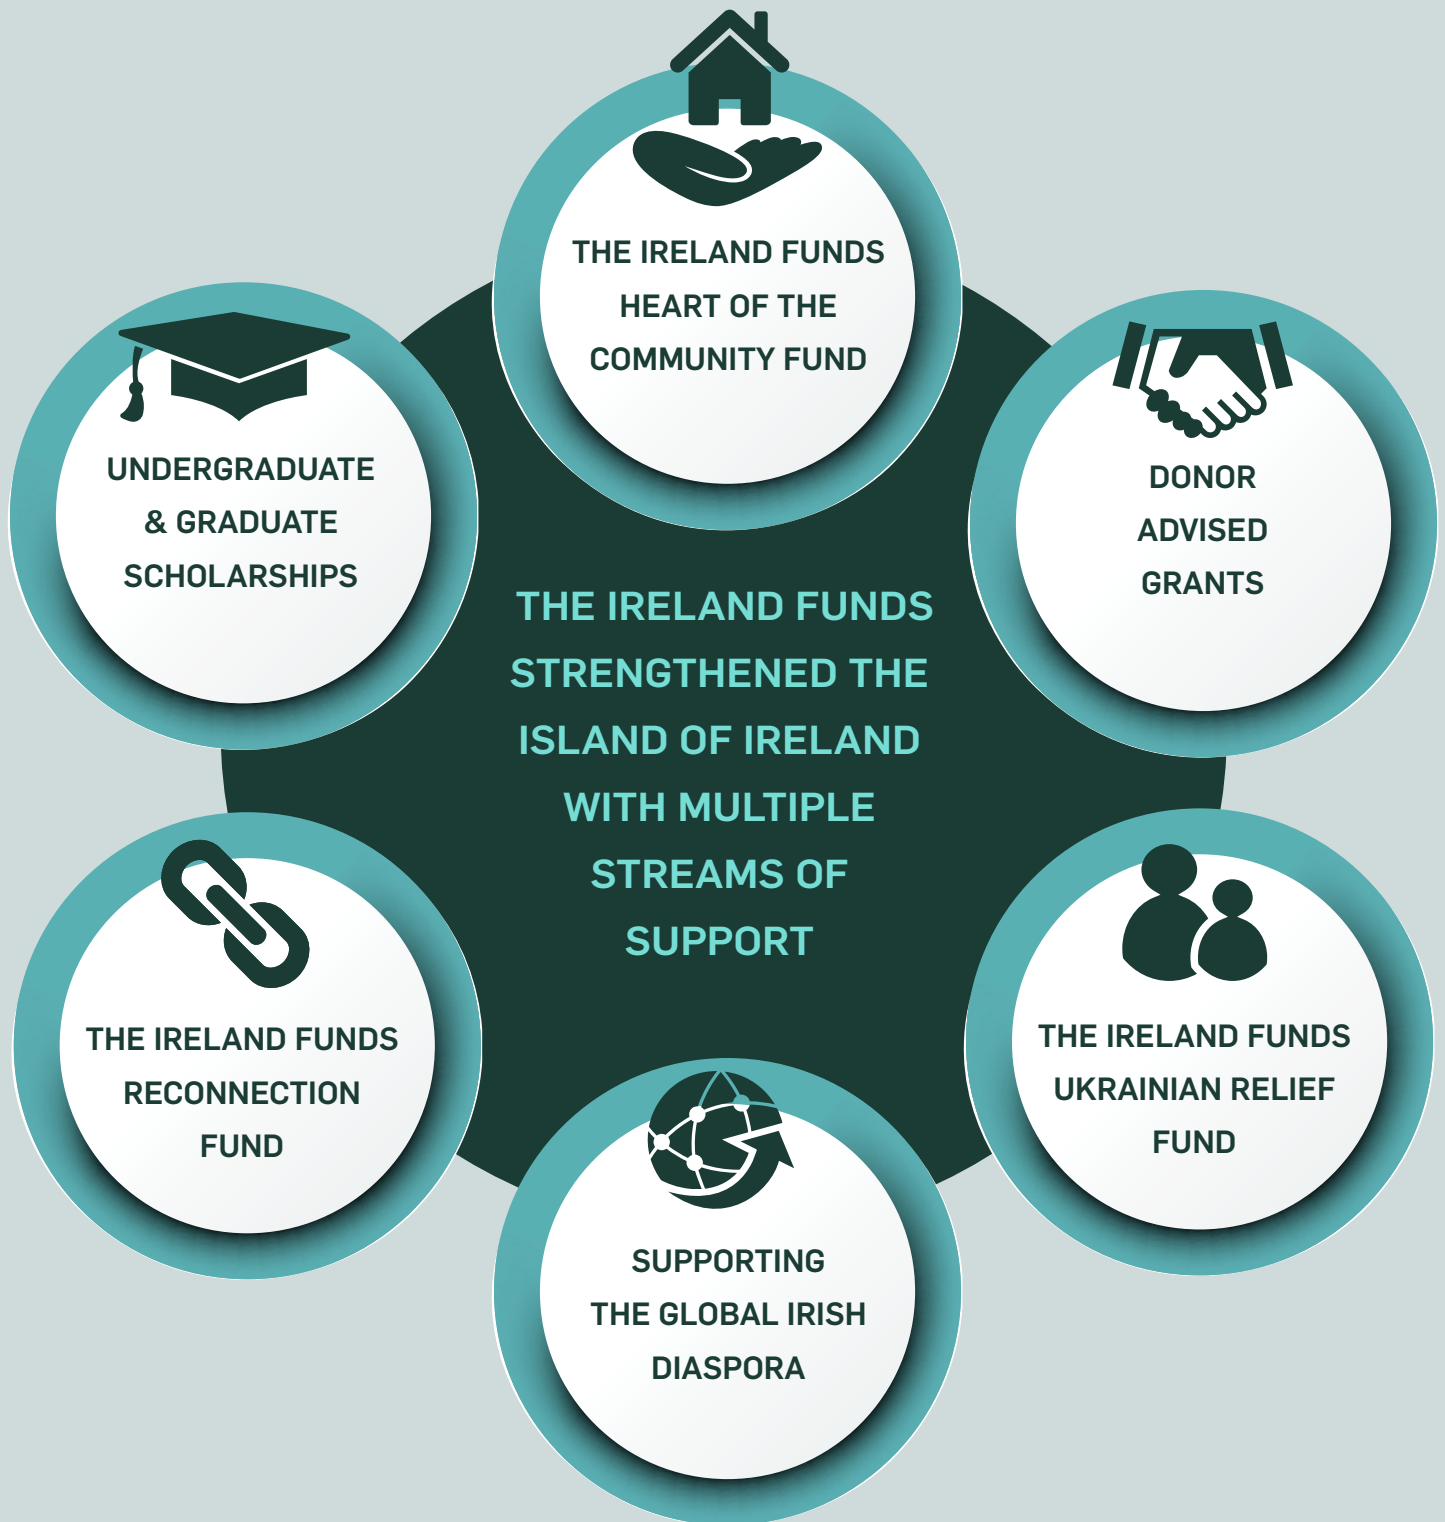 THE IRELAND FUNDS
HEART OF THE
COMMUNITY FUND
UNDERGRADUATE
& GRADUATE
SCHOLARSHIPS
DONOR
ADVISED
GRANTS
THE IRELAND FUNDS
STRENGTHENED THE
ISLAND OF IRELAND
WITH MULTIPLE
STREAMS OF
SUPPORT
THE IRELAND FUNDS
RECONNECTION
FUND
THE IRELAND FUNDS
UKRAINIAN RELIEF
FUND
SUPPORTING
THE GLOBAL IRISH
DIASPORA